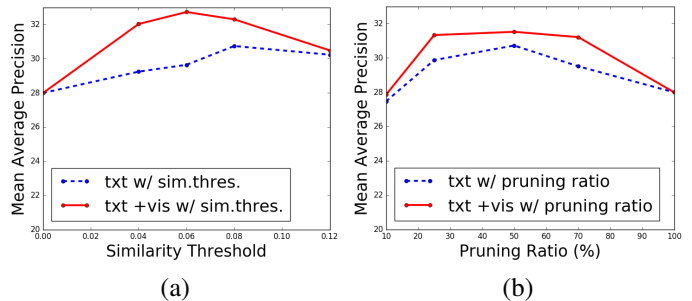 Mean Average Precision
32
30
28
26
24
22
20
txt w/ sim.thres.
txt +vis w/ sim.thres.
0.00 0.02 0.04 0.06 0.08 0.10 0.12
Similarity Threshold
(a)
Mean Average Precision
32
30
28
26
24
22
20
txt w/ pruning ratio
txt +vis w/ pruning ratio
10 20 30 40 50 60 70 80 90 100
Pruning Ratio (%)
(b)